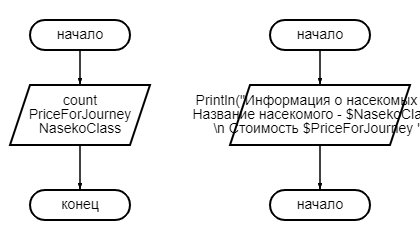 начало
count
PriceForJourney
NasekoClass
конец
начало
Println("Информация о насекомых
Название насекомого - $NasekoCla
\n Стоимость $PriceForJourney "
начало